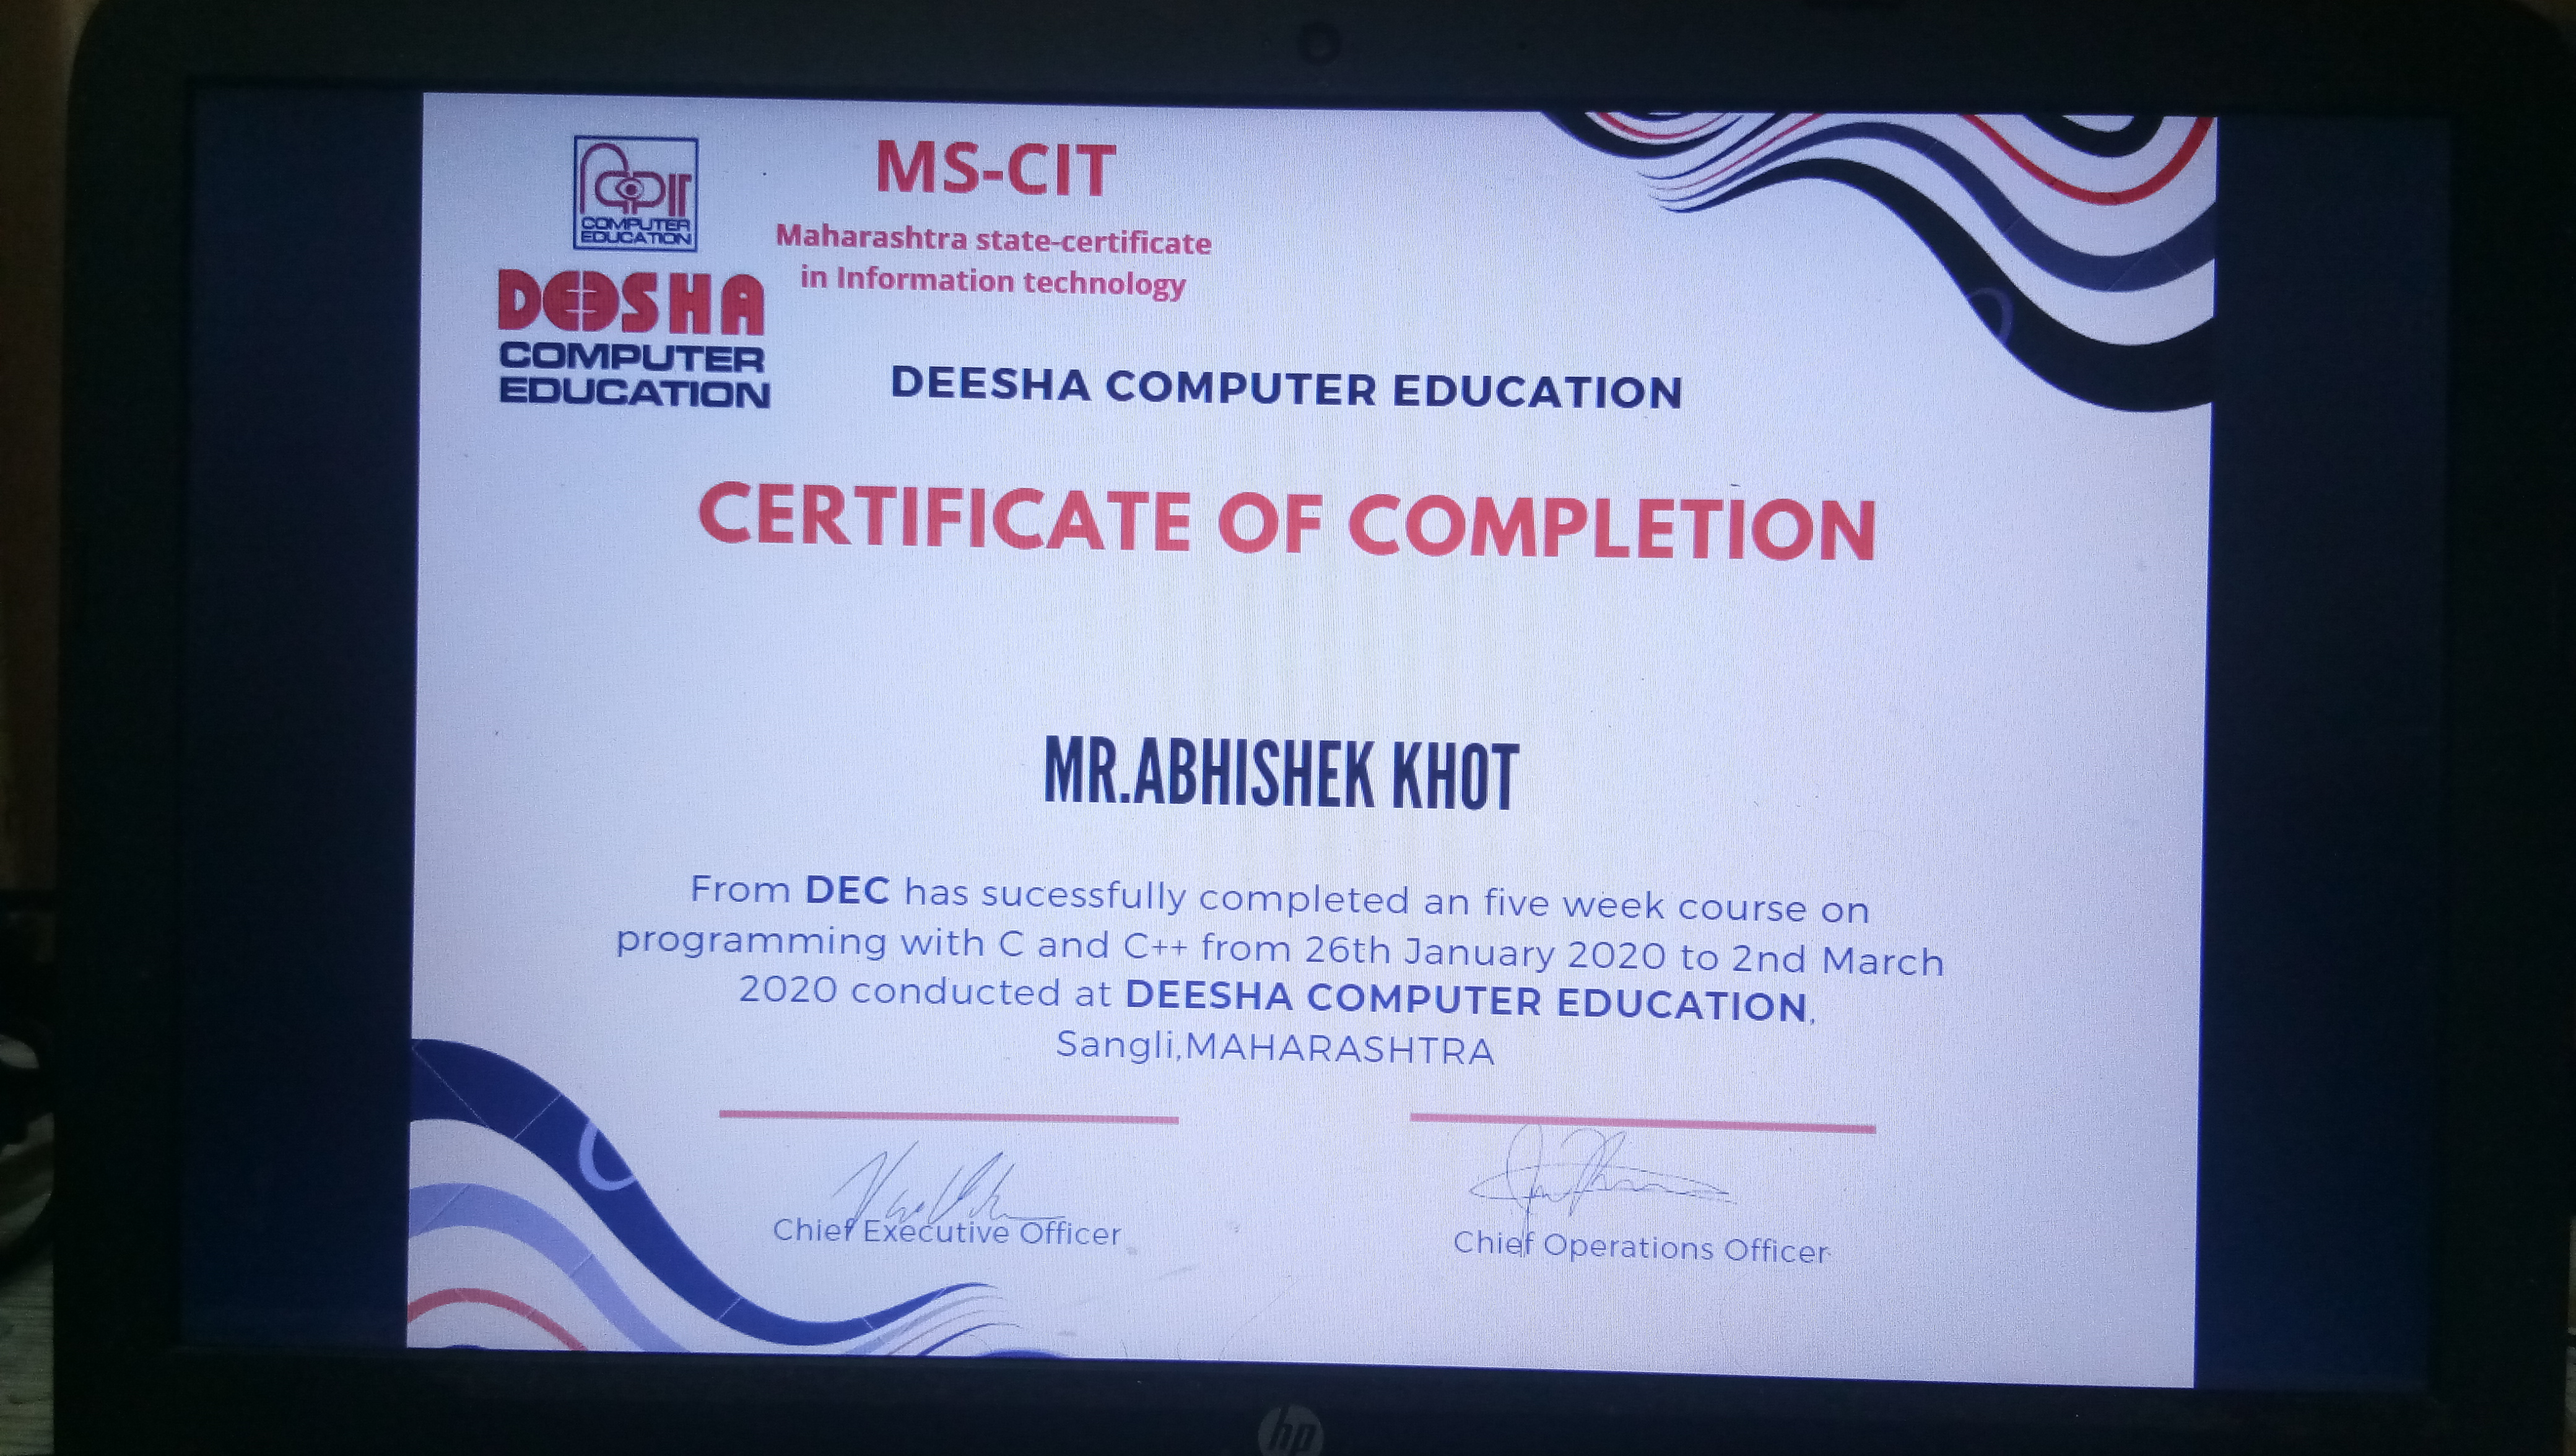 COMPUTER
EDUCATION
DEESHA
COMPUTER
EDUCATION
MS-CIT
Maharashtra state-certificate
in Information technology
DEESHA COMPUTER EDUCATION
CERTIFICATE OF COMPLETION
MR.ABHISHEK KHOT
From DEC has sucessfully completed an five week course on
programming with C and C++ from 26th January 2020 to 2nd March
2020 conducted at DEESHA COMPUTER EDUCATION,
Sangli,MAHARASHTRA
Chief Executive Officer
Chief Operations Officer
hp